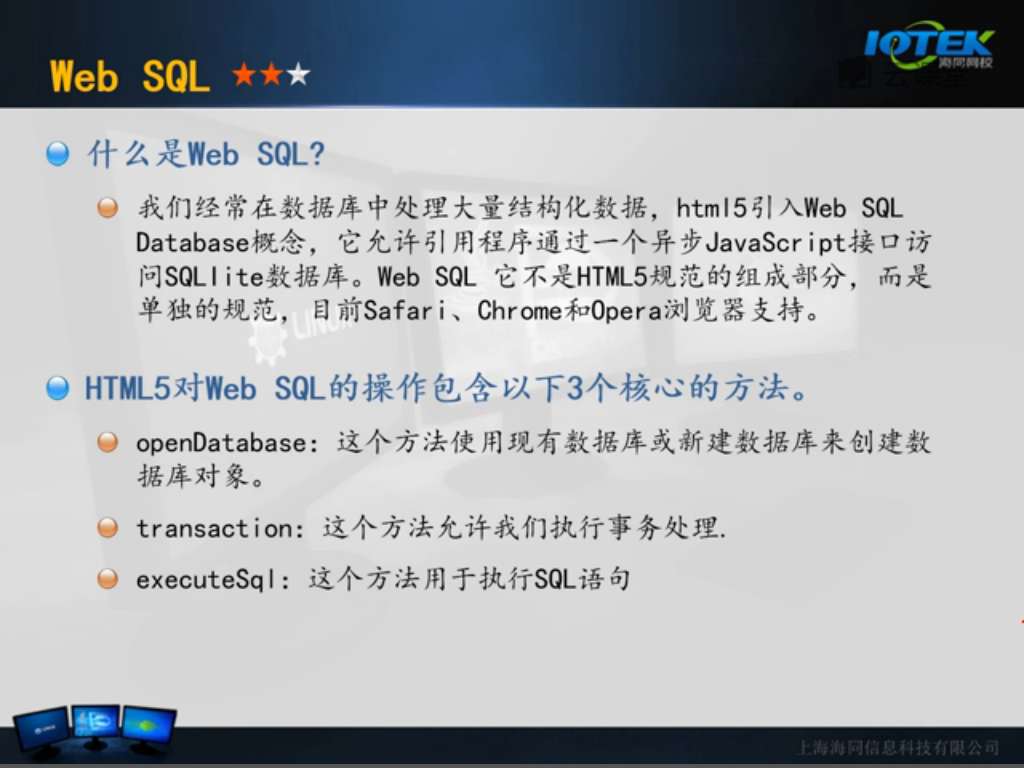 Web SQL
IOTEK
海同网校
云课堂
什么是Web SQL?
我们经常在数据库中处理大量结构化数据，html5引入Web SQL
Database概念，它允许引用程序通过一个异步JavaScript接口访
问SQLlite数据库。Web SQL 它不是HTML5规范的组成部分，而是
单独的规范，目前Safari、Chrome和Opera浏览器支持。
LINUX
HTML5对Web SQL的操作包含以下3个核心的方法。
openDatabase：这个方法使用现有数据库或新建数据库来创建数
据库对象。
transaction：这个方法允许我们执行事务处理.
executeSql：这个方法用于执行SQL语句
上海海同信息科技有限公司